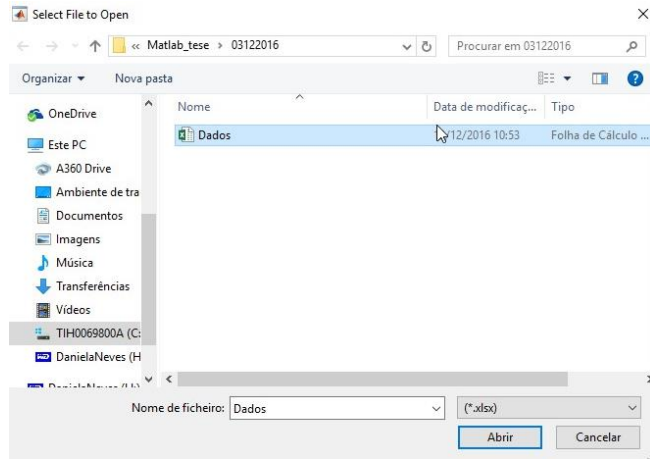 Select File to Open
« Matlab_tese › 03122016
Procurar em 03122016
Organizar
Nova pasta
Nome
Data de modificaç...
Tipo
OneDrive
Este PC
A360 Drive
Ambiente de tra
Documentos
Imagens
Música
Transferências
Vídeos
TIH0069800A (C:
DanielaNeves (H
Dados
/12/2016 10:53
Folha de Cálculo ...
Nome de ficheiro:
Dados
(*.xlsx)
Abrir
Cancelar